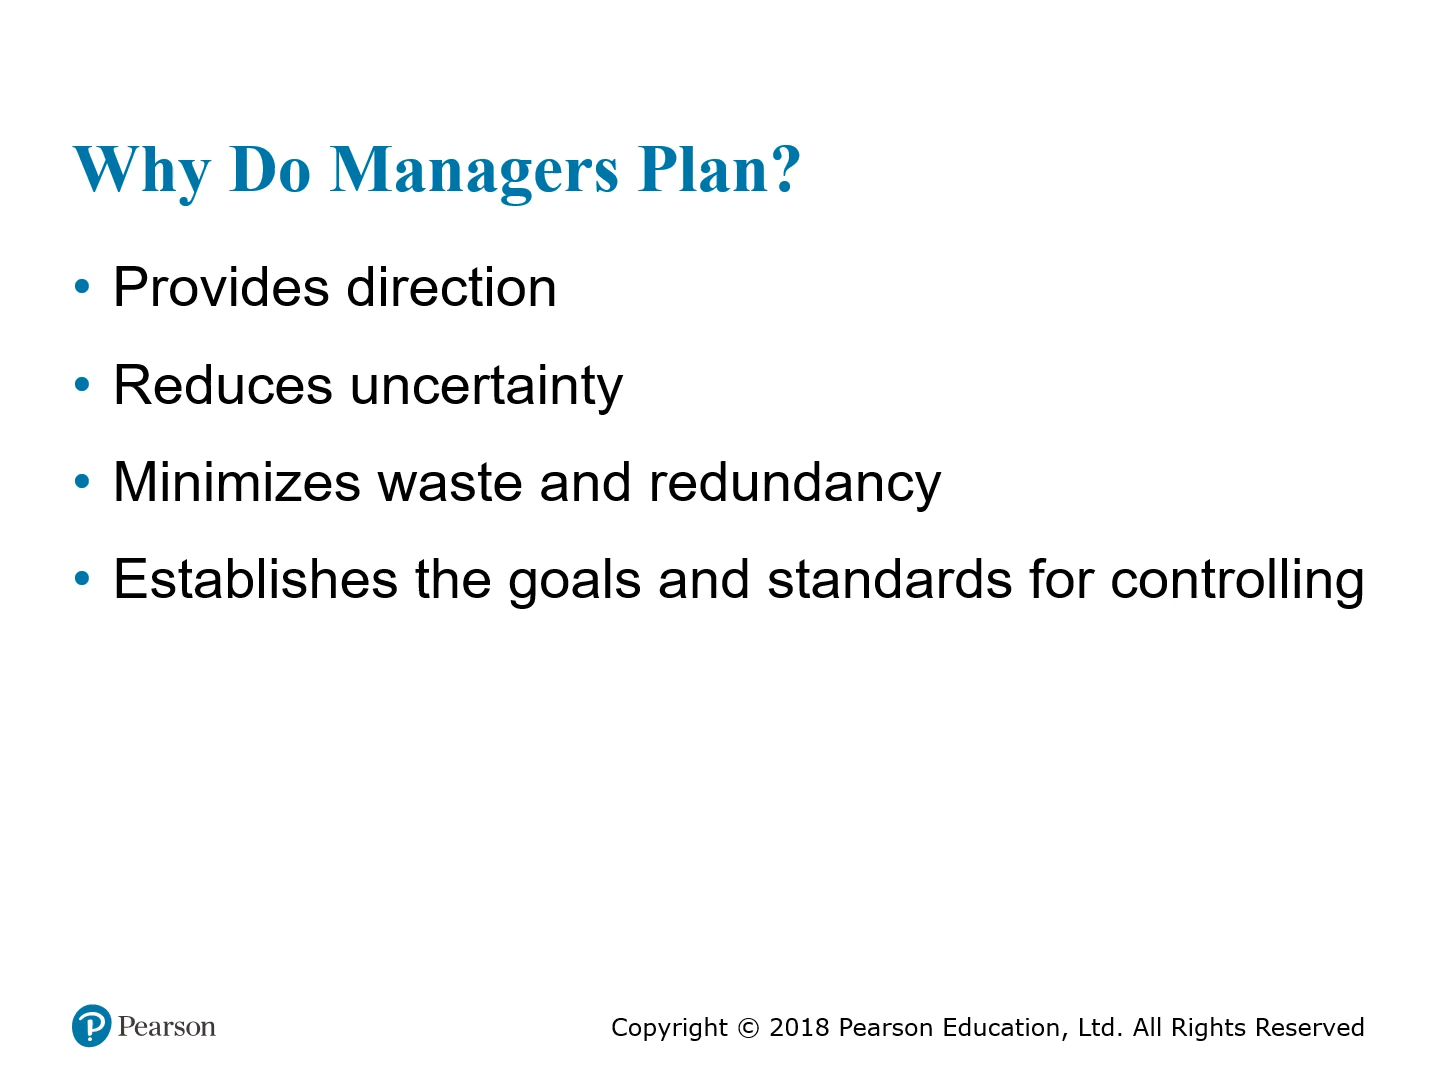 Why Do Managers Plan?
• Provides direction
• Reduces uncertainty
• Minimizes waste and redundancy
• Establishes the goals and standards for controlling
Pearson
Copyright © 2018 Pearson Education, Ltd. All Rights Reserved